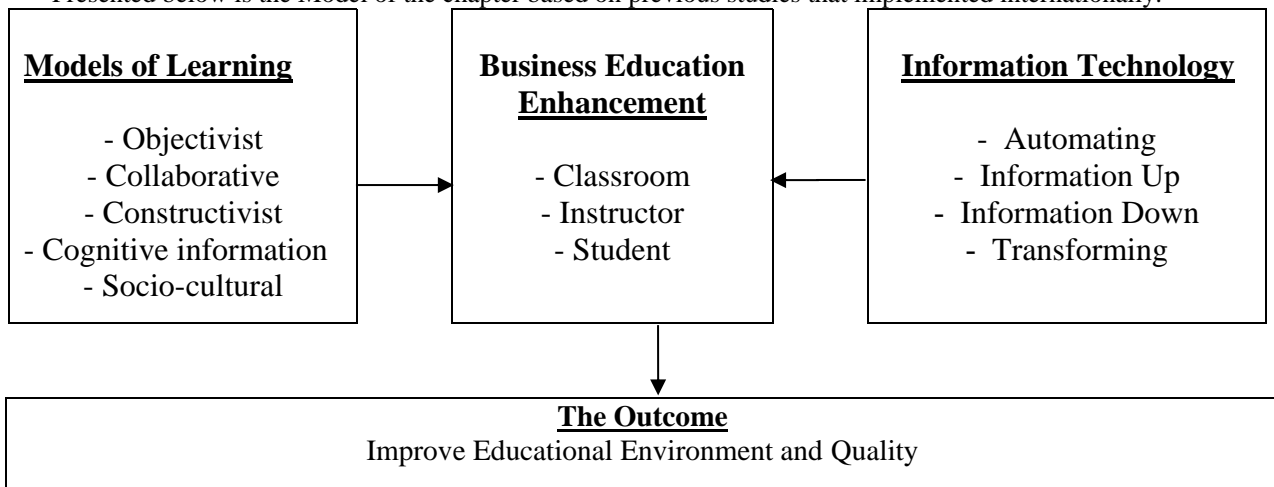 Presented below is the Model of the chapter based on previous studies that implemented internationally.
Models of Learning
- Objectivist
- Collaborative
- Constructivist
- Cognitive information
- Socio-cultural
Business Education
Enhancement
- Classroom
- Instructor
- Student
Information Technology
- Automating
- Information Up
- Information Down
- Transforming
The Outcome
Improve Educational Environment and Quality